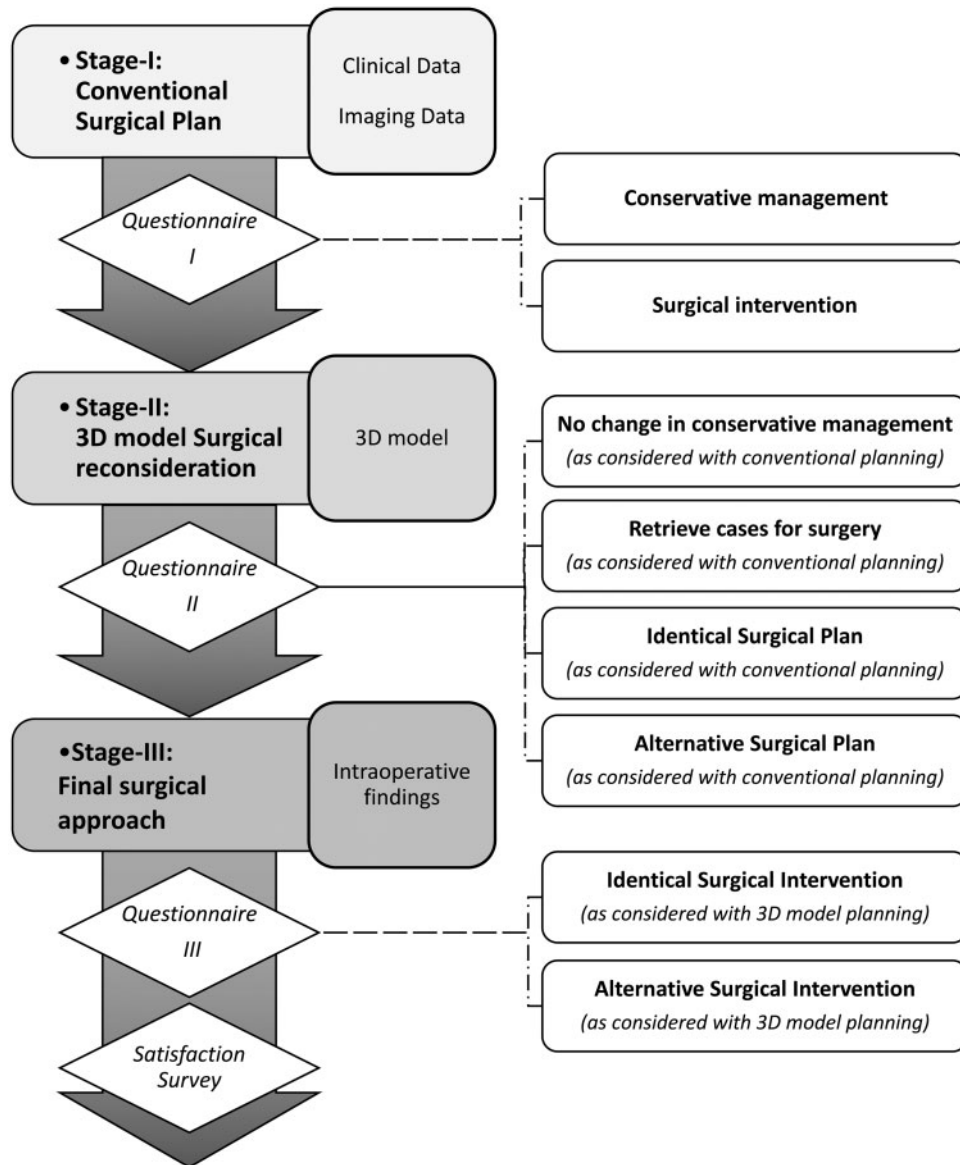 • Stage-I:
Conventional
Surgical Plan
Clinical Data
Imaging Data
Questionnaire
I
Conservative management
Surgical intervention
• Stage-II:
3D model Surgical
reconsideration
3D model
Questionnaire
II
No change in conservative management
(as considered with conventional planning)
Retrieve cases for surgery
(as considered with conventional planning)
Identical Surgical Plan
(as considered with conventional planning)
Alternative Surgical Plan
(as considered with conventional planning)
•Stage-III:
Final surgical
approach
Intraoperative
findings
Questionnaire
III
Identical Surgical Intervention
(as considered with 3D model planning)
Alternative Surgical Intervention
(as considered with 3D model planning)
Satisfaction
Survey